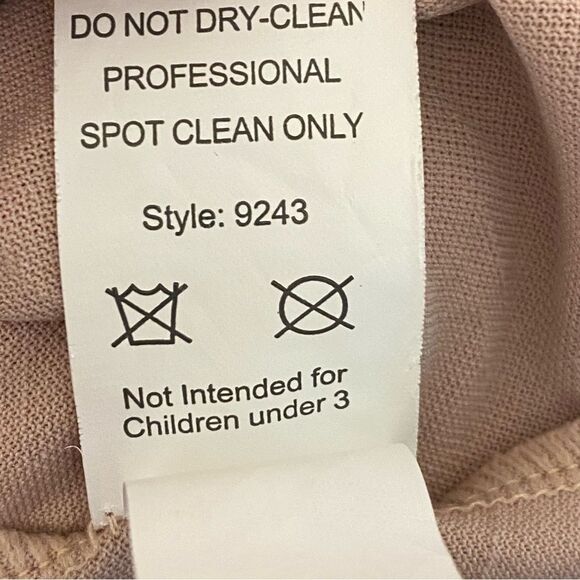 DO NOT DRY-CLEAN
PROFESSIONAL
SPOT CLEAN ONLY
Style: 9243
Not Intended for
Children under 3